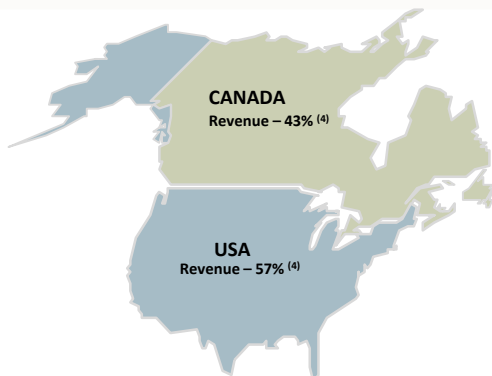 CANADA
Revenue – 43% (4)
USA
Revenue – 57% (4)